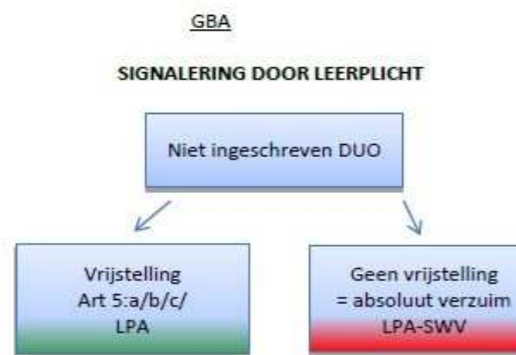 GBA
SIGNALERING DOOR LEERPLICHT
Niet ingeschreven DUO
Vrijstelling
Art 5:a/b/c/
LPA
Geen vrijstelling
= absoluut verzuim
LPA-SWV